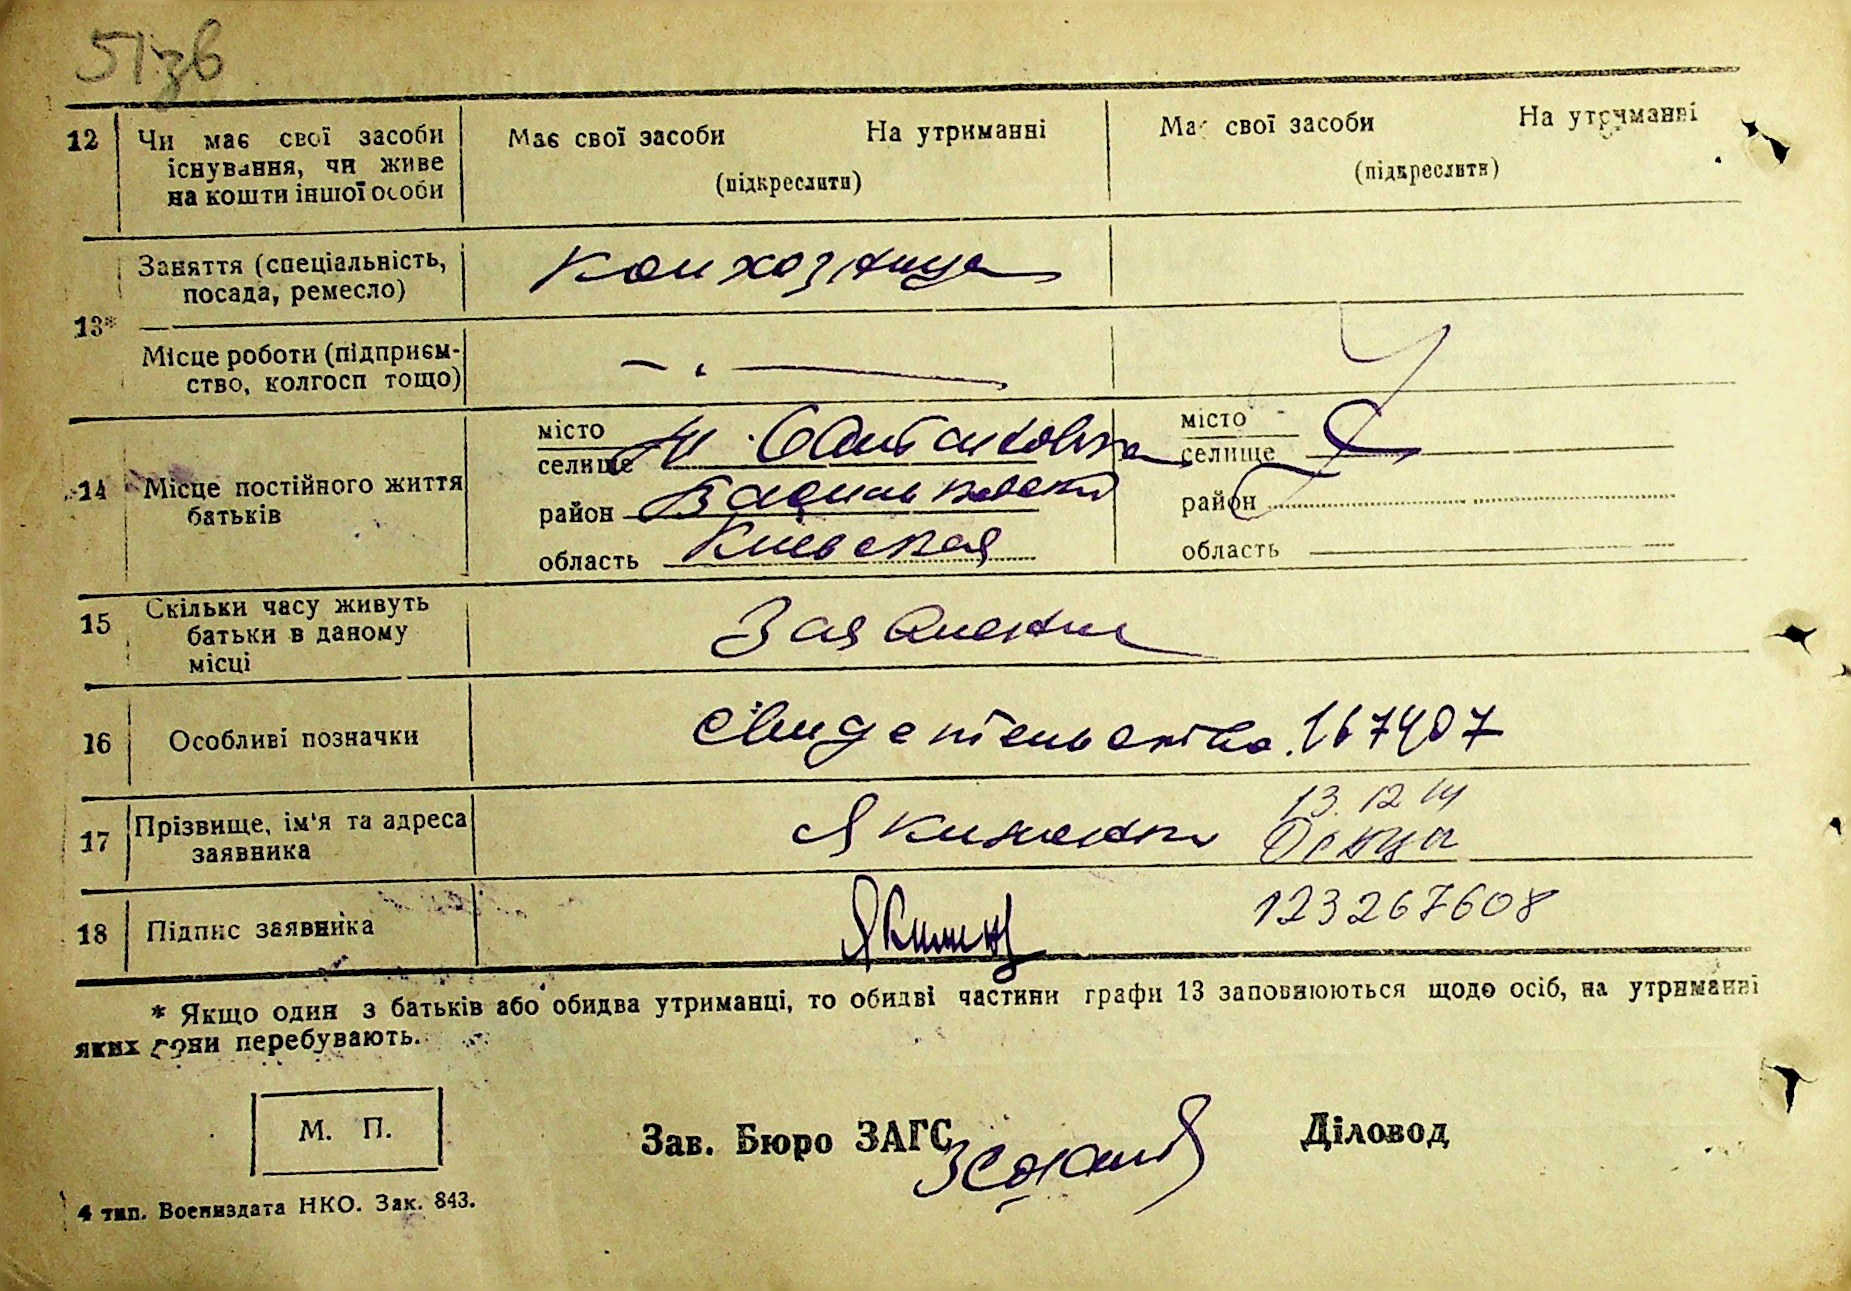 51зв
12 Чи має свої засоби існування, чи живе на кошти іншої особи
Має свої засоби На утриманні
(підкреслити)
Має свої засоби На утриманні
(підкреслити)
13* Заняття (спеціальність, посада, ремесло)
Колхозница
Місце роботи (підприємство, колгосп тощо)
14 Місце постійного життя батьків
місто
селище
район
область Киевская
місто
селище
район
область
15 Скільки часу живуть батьки в даному місці
16 Особливі позначки
Свидетельство 167407
17 Прізвище, ім'я та адреса заявника
Якименко
13 12
18 Підпис заявника
123267608
* Якщо один з батьків або обидва утриманці, то обидві частини графи 13 заповнюються щодо осіб, на утриманні
яких вони перебувають.
М. П.
Зав. Бюро ЗАГС
Діловод
4 тип. Воениздата НКО. Зак. 843.